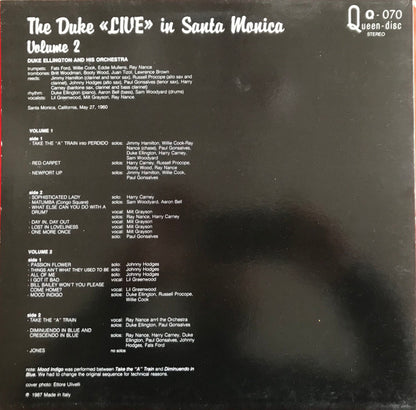 The Duke «LIVE» in Santa Monica
Volume 2
Q - 070
Queen-disc
STEREO
DUKE ELLINGTON AND HIS ORCHESTRA
trumpets: Fats Ford, Willie Cook, Eddie Mullens, Ray Nance
trombones: Britt Woodman, Booty Wood, Juan Tizol, Lawrence Brown
reeds: Jimmy Hamilton (clarinet and tenor sax), Russell Procope (alto sax and
clarinet), Johnny Hodges (alto sax), Paul Gonsalves (tenor sax), Harry
Carney (baritone sax, clarinet and bass clarinet)
rhythm: Duke Ellington (piano), Aaron Bell (bass), Sam Woodyard (drums)
vocalists: Lil Greenwood, Milt Grayson, Ray Nance
Santa Monica, California, May 27, 1960
VOLUME 1
side 1
- TAKE THE "A" TRAIN into PERDIDO solos: Jimmy Hamilton, Willie Cook-Ray
Nance (chase), Paul Gonsalves,
Duke Ellington, Harry Carney,
Sam Woodyard
- RED CARPET solos: Harry Carney, Russell Procope,
Booty Wood, Ray Nance
- NEWPORT UP solos: Jimmy Hamilton, Paul Gonsalves
side 2
- SOPHISTICATED LADY solo: Harry Carney
- MATUMBA (Congo Square) solos: Sam Woodyard, Aaron Bell
- WHAT ELSE CAN YOU DO WITH A
DRUM? vocal: Milt Grayson
solos: Ray Nance, Harry Carney
- DAY IN, DAY OUT vocal: Milt Grayson
- LOST IN LOVELINESS vocal: Milt Grayson
- ONE MORE ONCE vocal: Milt Grayson
solo: Paul Gonsalves
VOLUME 2
side 1
- PASSION FLOWER solo: Johnny Hodges
- THINGS AIN'T WHAT THEY USED TO BE solo: Johnny Hodges
- ALL OF ME solo: Johnny Hodges
- I GOT IT BAD vocal: Lil Greenwood
- BILL BAILEY WON'T YOU PLEASE
COME HOME? vocal: Lil Greenwood
- MOOD INDIGO solos: Duke Ellington, Russell Procope,
Willie Cook
side 2
- TAKE THE "A" TRAIN vocal: Ray Nance and the Orchestra
solo: Paul Gonsalves
- DIMINUENDO IN BLUE AND
CRESCENDO IN BLUE solos: Duke Ellington, Paul Gonsalves, Johnny
Hodges, Fats Ford
- JONES no solos
note: Mood Indigo was performed between Take the "A" Train and Diminuendo in
Blue. We had to change the original sequence for technical reasons.
cover photo: Ettore Ulivelli
℗ 1987 Made in Italy